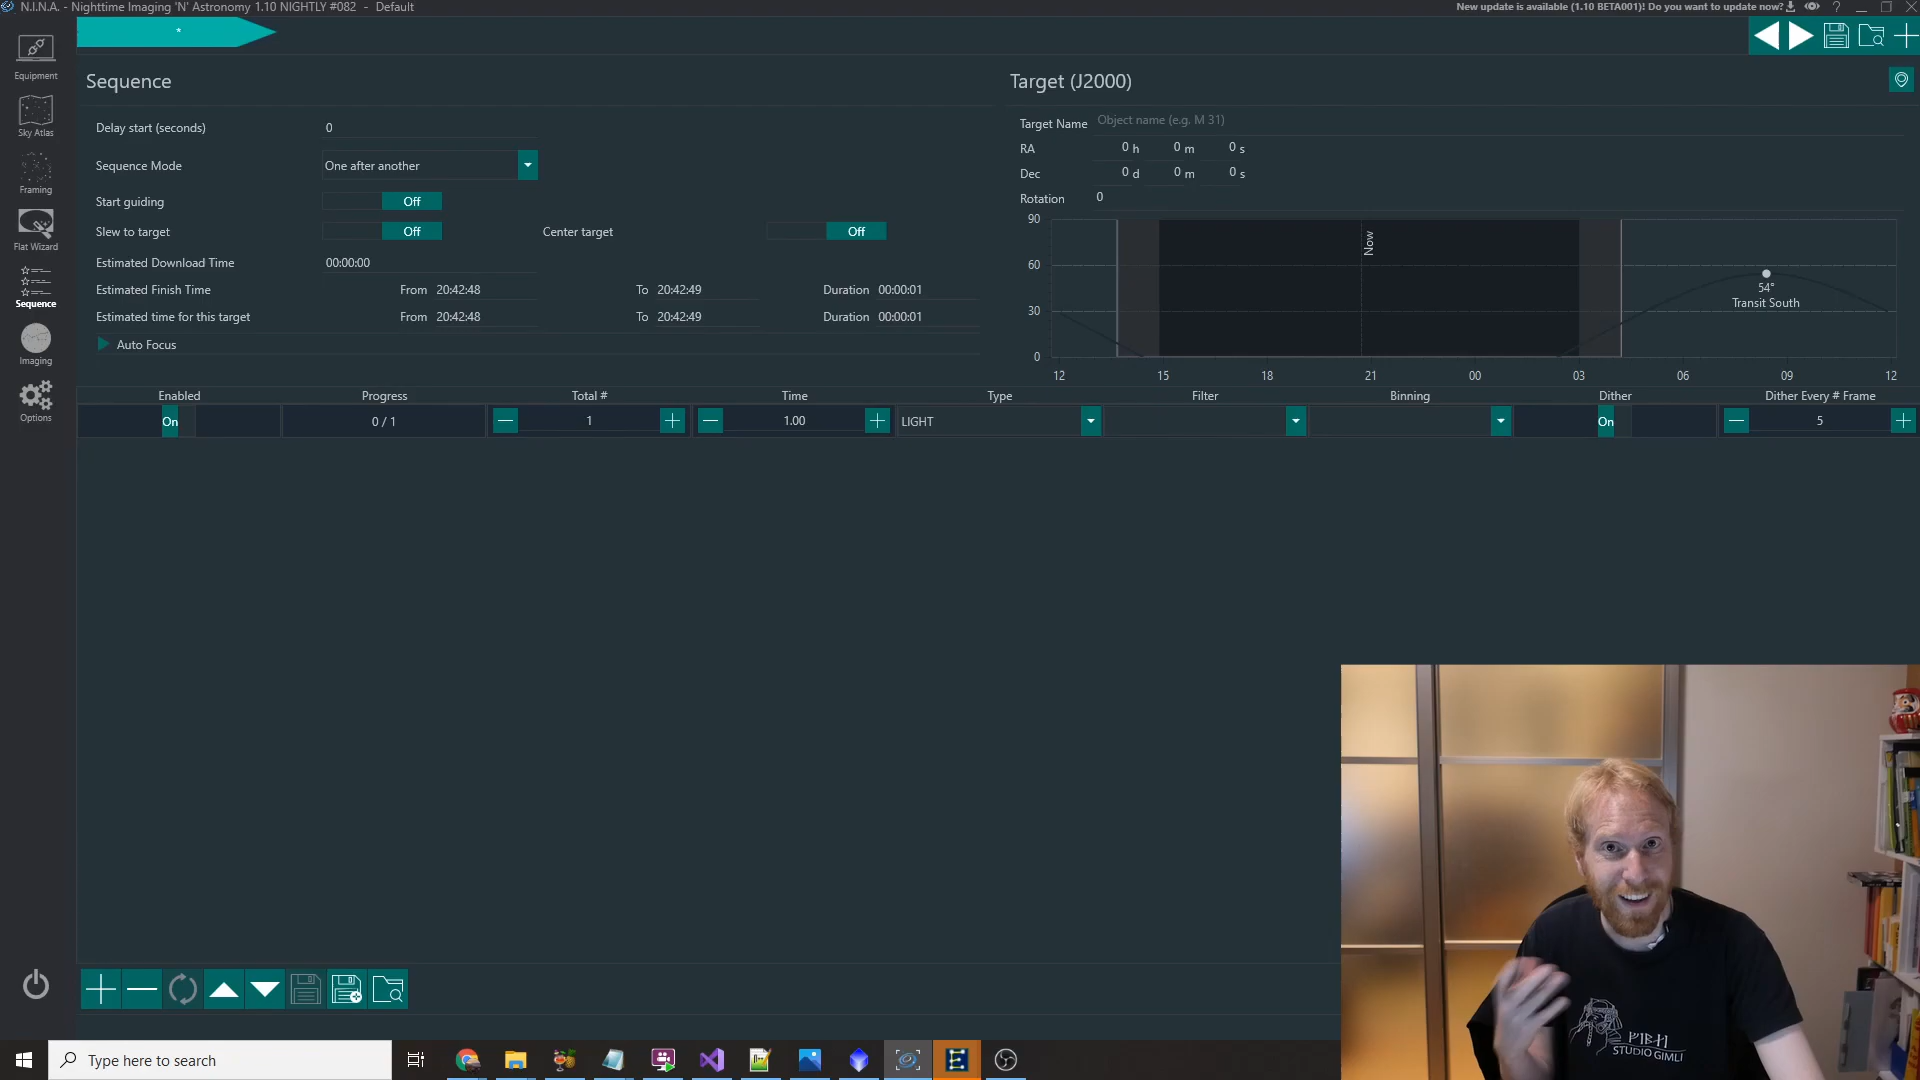 N.I.N.A. - Nighttime Imaging 'N' Astronomy 1.10 NIGHTLY #082 - Default
New update is available (1.10 BETA001)! Do you want to update now?
*
Equipment
Sky Atlas
Framing
Flat Wizard
Sequence
Imaging
Options
Sequence
Delay start (seconds) 0
Sequence Mode One after another
Start guiding Off
Slew to target Off Center target Off
Estimated Download Time 00:00:00
Estimated Finish Time From 20:42:48 To 20:42:49 Duration 00:00:01
Estimated time for this target From 20:42:48 To 20:42:49 Duration 00:00:01
Auto Focus
Target (J2000)
Target Name Object name (e.g. M 31)
RA 0 h 0 m 0 s
Dec 0 d 0 m 0 s
Rotation 0
90
60
30
0
Now
54°
Transit South
12 15 18 21 00 03 06 09 12
Enabled Progress Total # Time Type Filter Binning Dither Dither Every # Frame
On 0 / 1 1 1.00 LIGHT On 5
STUDIO GIMLI
Type here to search